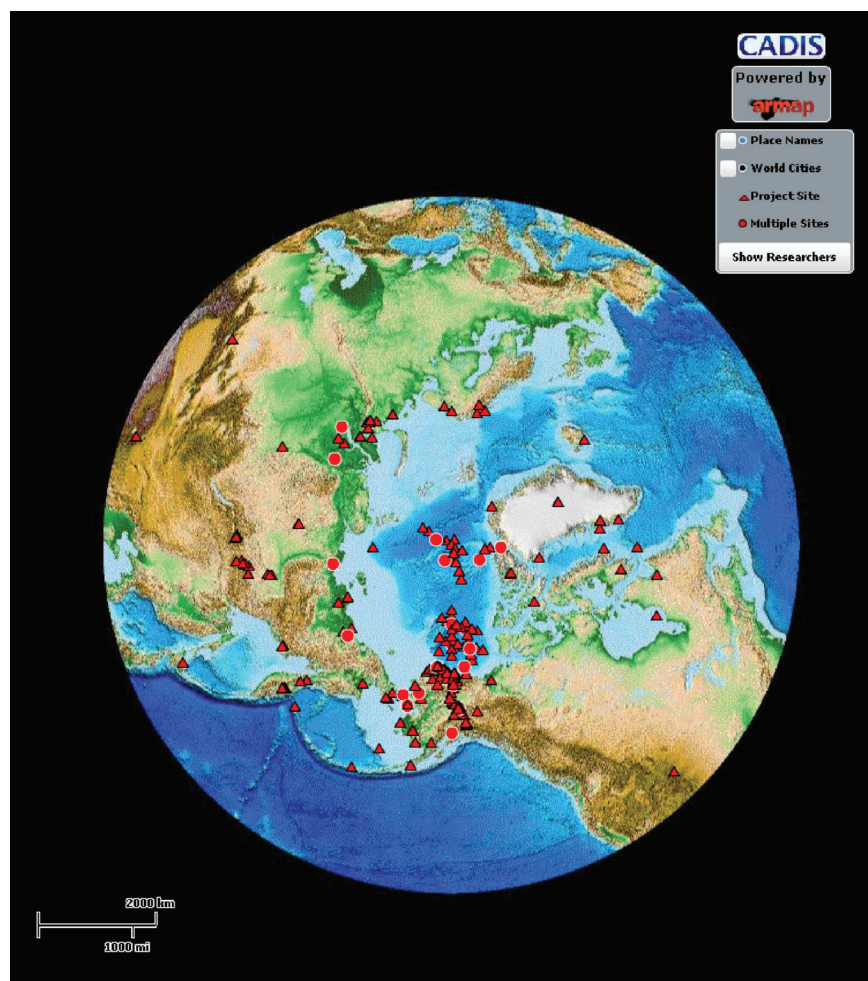 CADIS
Powered by
armap
Place Names
World Cities
Project Site
Multiple Sites
Show Researchers
2000 km
1000 mi